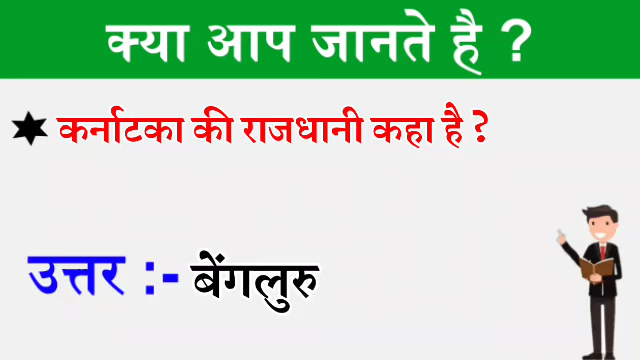 क्या आप जानते है ?
कर्नाटका की राजधानी कहा है ?
उत्तर :- बेंगलुरु